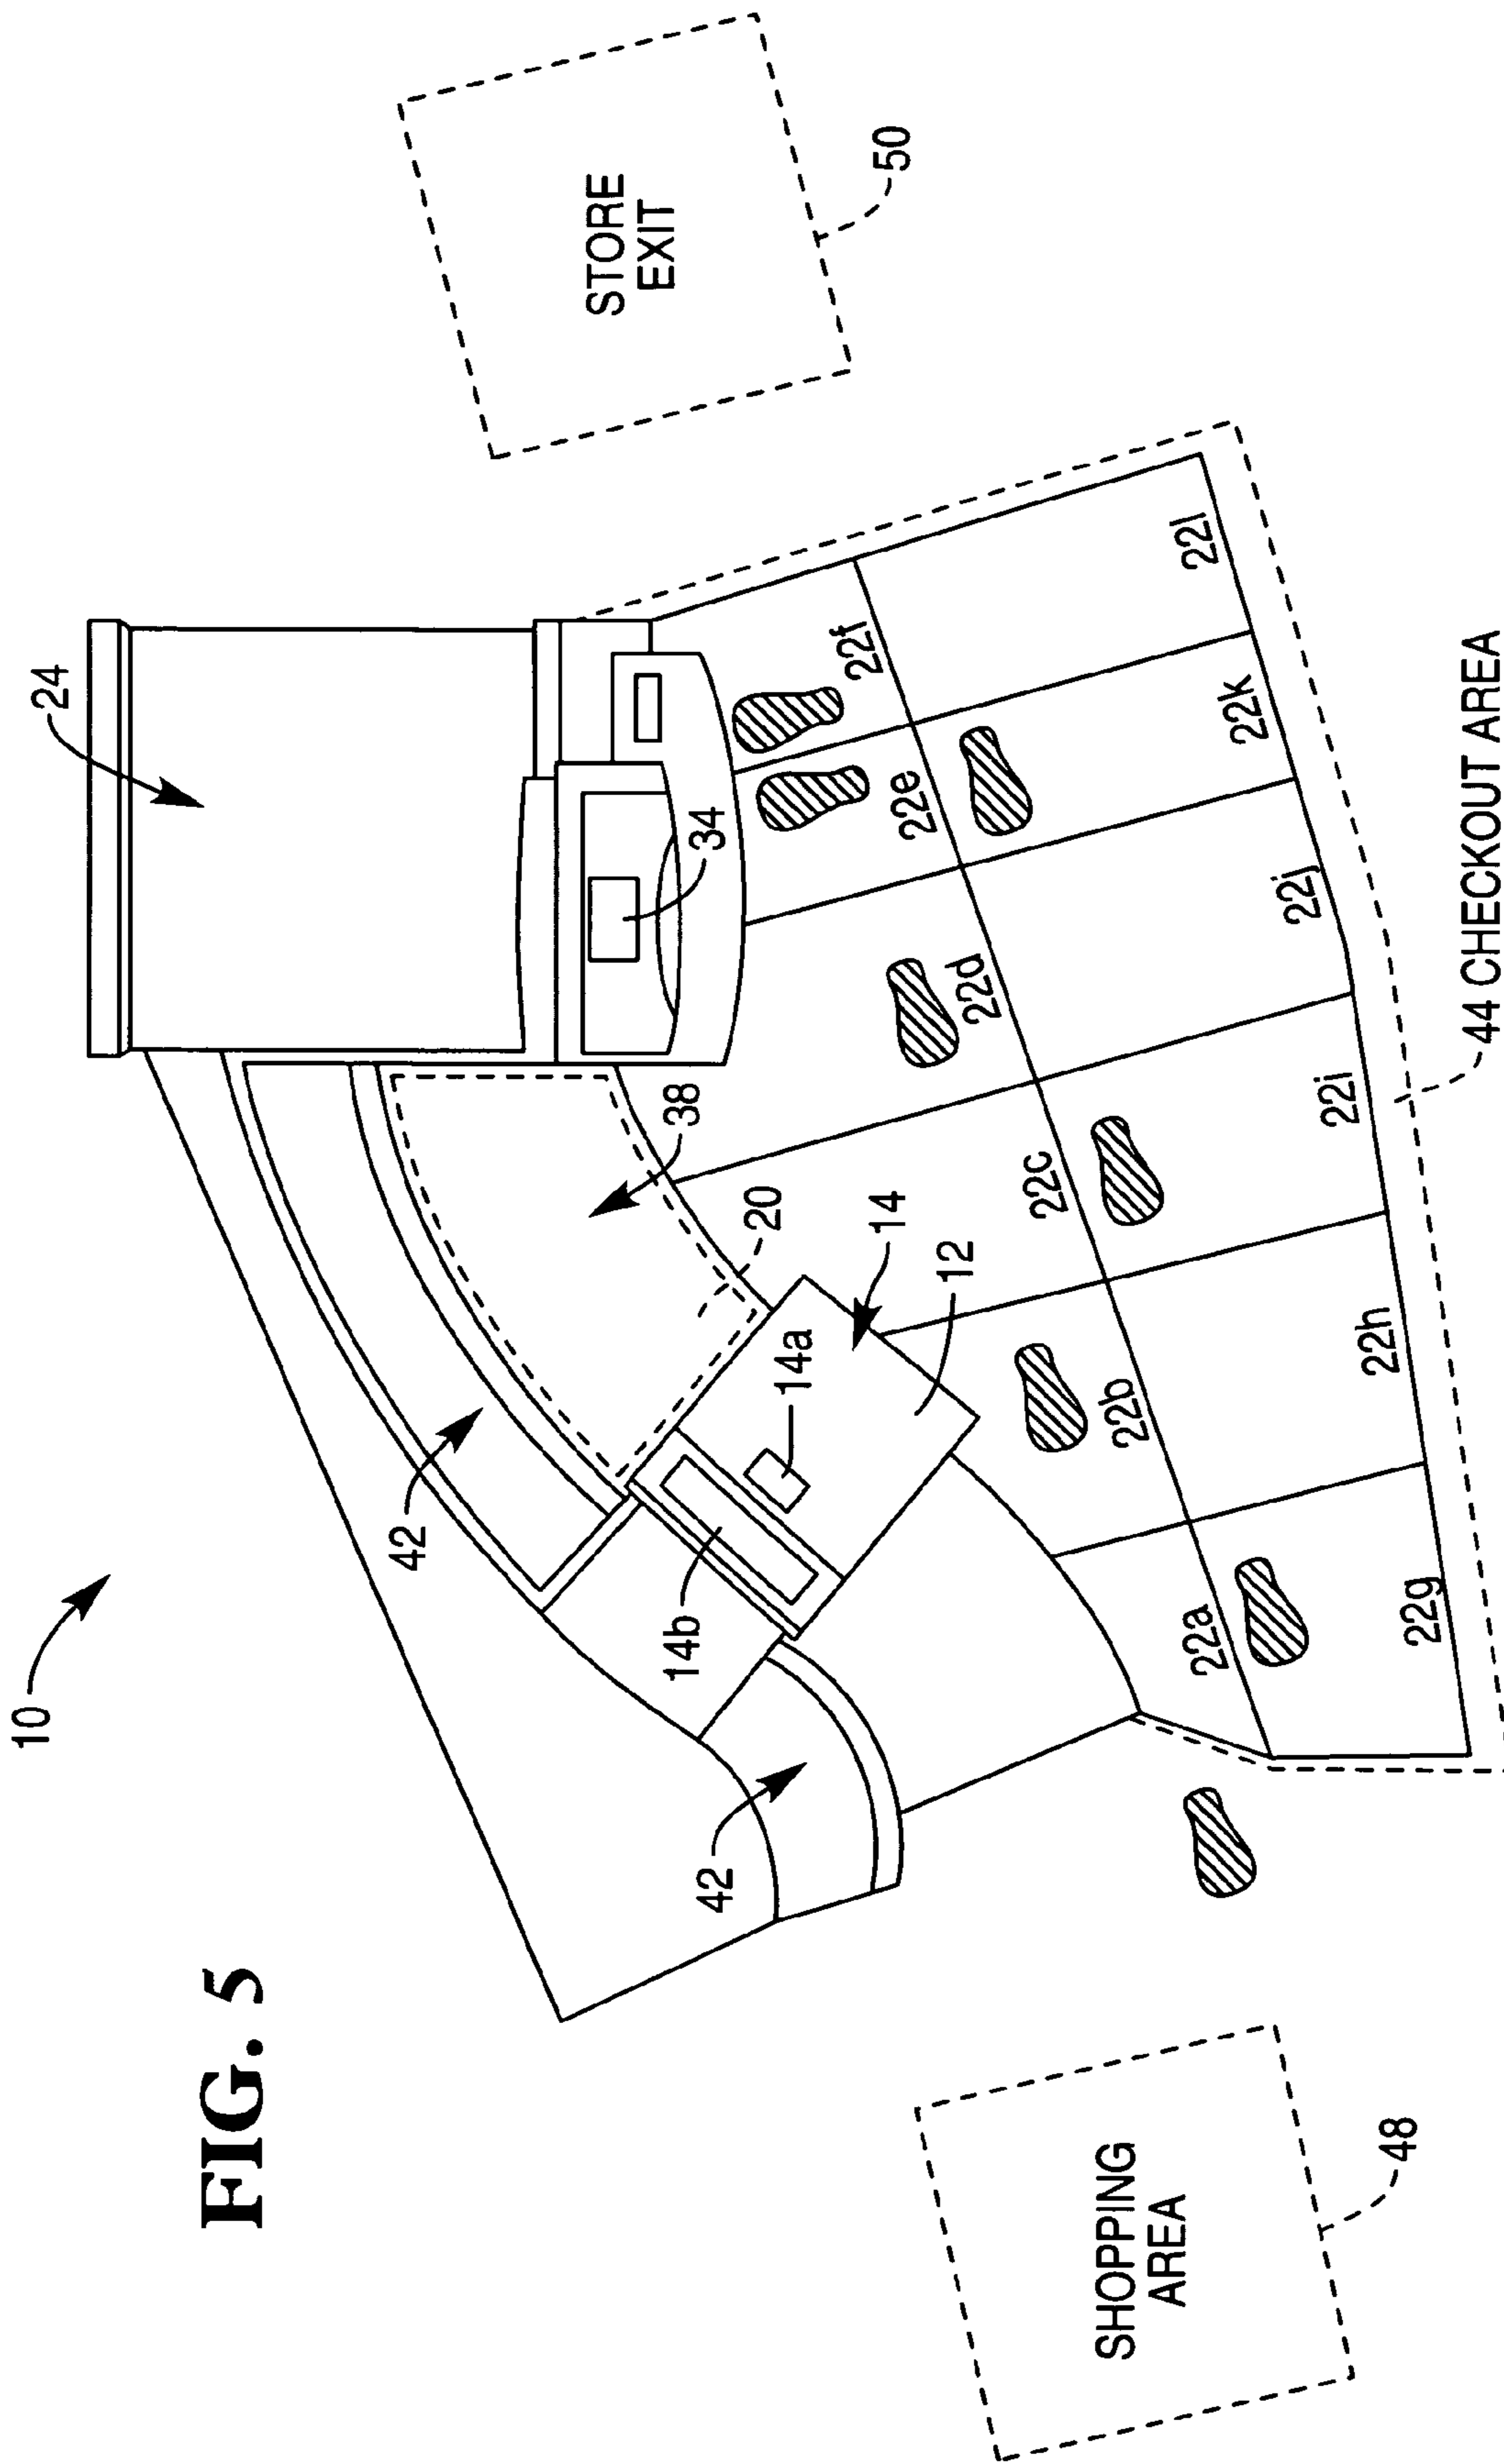 FIG. 5
10
24
42
42
38
34
20
14
14a
14b
12
22a
22b
22c
22d
22e
22f
22g
22h
22i
22j
22k
22l
STORE
EXIT
50
SHOPPING
AREA
48
44 CHECKOUT AREA